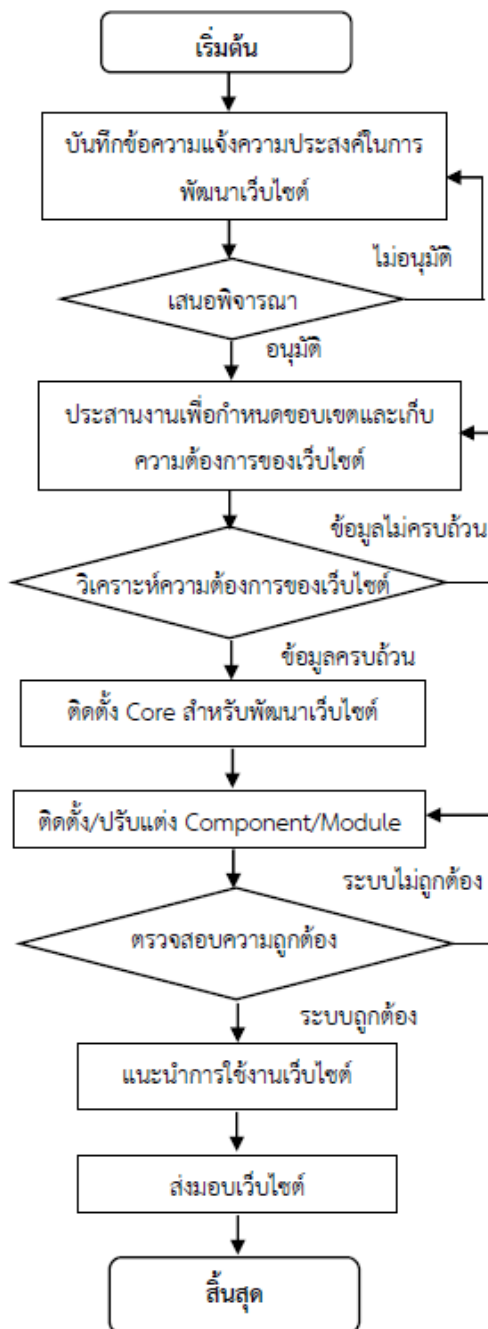 เริ่มต้น
บันทึกข้อความแจ้งความประสงค์ในการ
พัฒนาเว็บไซต์
ไม่อนุมัติ
เสนอพิจารณา
อนุมัติ
ประสานงานเพื่อกำหนดขอบเขตและเก็บ
ความต้องการของเว็บไซต์
ข้อมูลไม่ครบถ้วน
วิเคราะห์ความต้องการของเว็บไซต์
ข้อมูลครบถ้วน
ติดตั้ง Core สำหรับพัฒนาเว็บไซต์
ติดตั้ง/ปรับแต่ง Component/Module
ระบบไม่ถูกต้อง
ตรวจสอบความถูกต้อง
ระบบถูกต้อง
แนะนำการใช้งานเว็บไซต์
ส่งมอบเว็บไซต์
สิ้นสุด